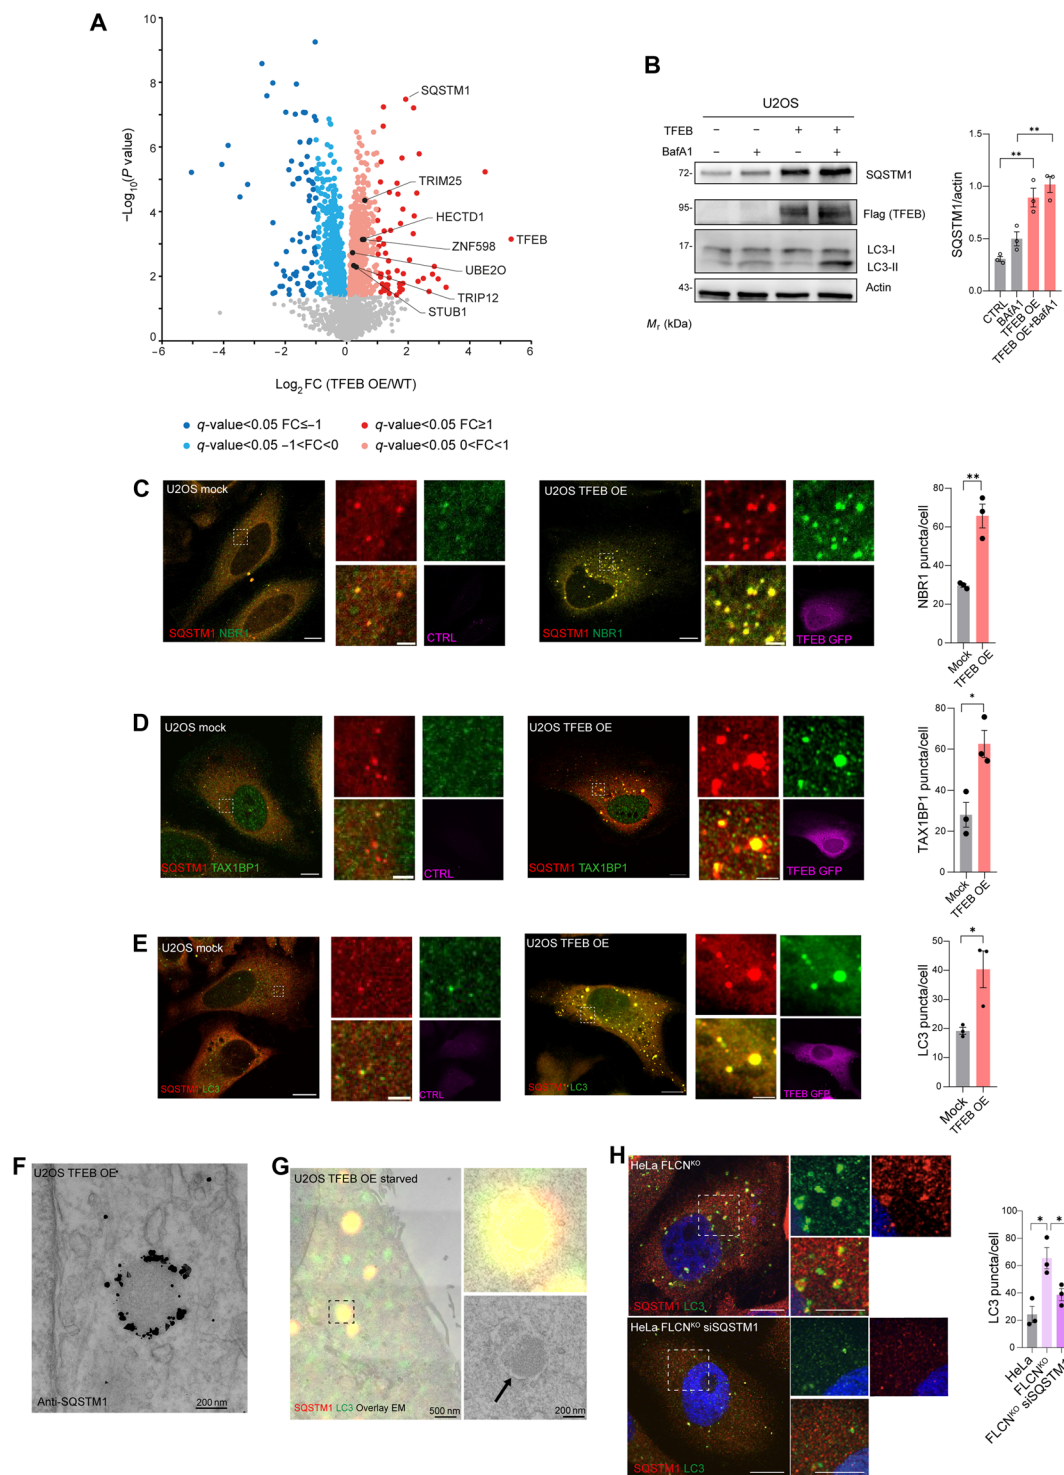 A
10
8
6
4
2
0
−Log10(P value)
SQSTM1
TRIM25
HECTD1
ZNF598
TFEB
UBE2O
TRIP12
STUB1
−6 −4 −2 0 2 4 6
Log2FC (TFEB OE/WT)
q-value<0.05 FC≤−1
q-value<0.05 FC≥1
q-value<0.05 −1<FC<0
q-value<0.05 0<FC<1
B
U2OS
TFEB − − + +
BafA1 − + − +
72- SQSTM1
95- Flag (TFEB)
17- LC3-I
LC3-II
43- Actin
Mr (kDa)
SQSTM1/actin
1.5
1.0
0.5
0.0
**
**
CTRL
BAfA1
TFEB OE
TFEB OE+BafA1
C
U2OS mock
SQSTM1 NBR1
CTRL
U2OS TFEB OE
SQSTM1 NBR1
TFEB GFP
NBR1 puncta/cell
80
60
40
20
0
**
Mock
TFEB OE
D
U2OS mock
SQSTM1 TAX1BP1
CTRL
U2OS TFEB OE
SQSTM1 TAX1BP1
TFEB GFP
TAX1BP1 puncta/cell
80
60
40
20
0
*
Mock
TFEB OE
E
U2OS mock
SQSTM1 LC3
CTRL
U2OS TFEB OE
SQSTM1 LC3
TFEB GFP
LC3 puncta/cell
50
40
30
20
10
0
*
Mock
TFEB OE
F
U2OS TFEB OE
Anti-SQSTM1
200 nm
G
U2OS TFEB OE starved
SQSTM1 LC3 Overlay EM
500 nm
200 nm
H
HeLa FLCNKO
SQSTM1 LC3
HeLa FLCNKO siSQSTM1
SQSTM1 LC3
LC3 puncta/cell
100
80
60
40
20
0
* *
HeLa
FLCNKO
FLCNKO siSQSTM1